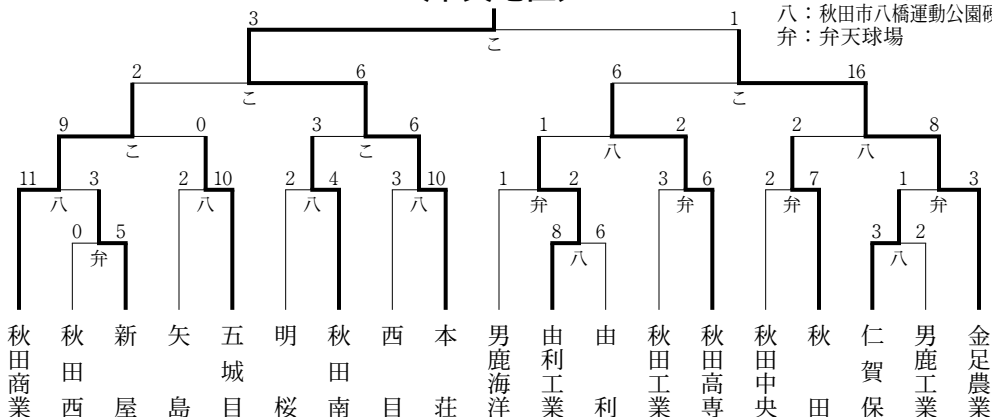 八：秋田市八橋運動公園硬
弁：弁天球場
3 1
こ
2 6 6 16
こ こ
9 0 3 6 1 2 2 8
こ こ 八 八
11 3 2 10 2 4 3 10 1 2 3 6 2 7 1 3
八 八 八 八 弁 弁 弁 弁
0 5 8 6 3 2
弁 八 八
秋田商業
秋田西
新屋
矢島
五城目
明桜
秋田南
西目
本荘
男鹿海洋
由利工業
由利
秋田工業
秋田高専
秋田中央
秋田
仁賀保
男鹿工業
金足農業